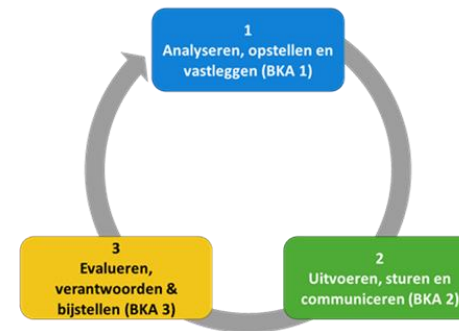 1
Analyseren, opstellen en
vastleggen (BKA 1)
2
Uitvoeren, sturen en
communiceren (BKA 2)
3
Evalueren,
verantwoorden &
bijstellen (BKA 3)